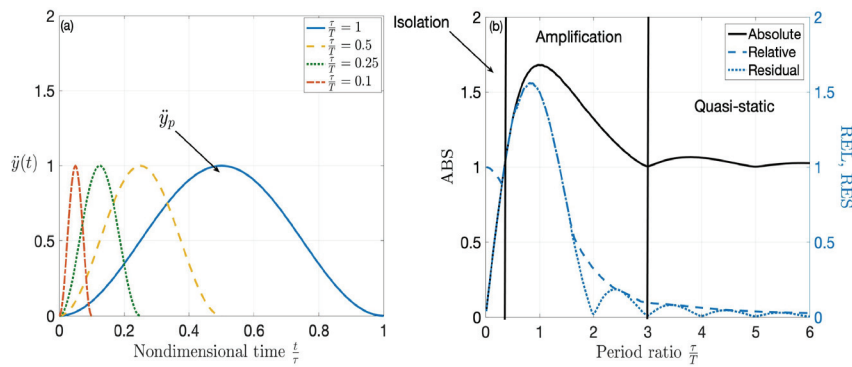 (a)
τ/T = 1
τ/T = 0.5
τ/T = 0.25
τ/T = 0.1
ÿ_p
ÿ(t)
2
1.5
1
0.5
0
0
0.2
0.4
0.6
0.8
1
Nondimensional time t/τ
Isolation
(b)
Amplification
Quasi-static
Absolute
Relative
Residual
ABS
2
1.5
1
0.5
0
0
1
2
3
4
5
6
Period ratio τ/T
2
1.5
1
0.5
0
REL, RES